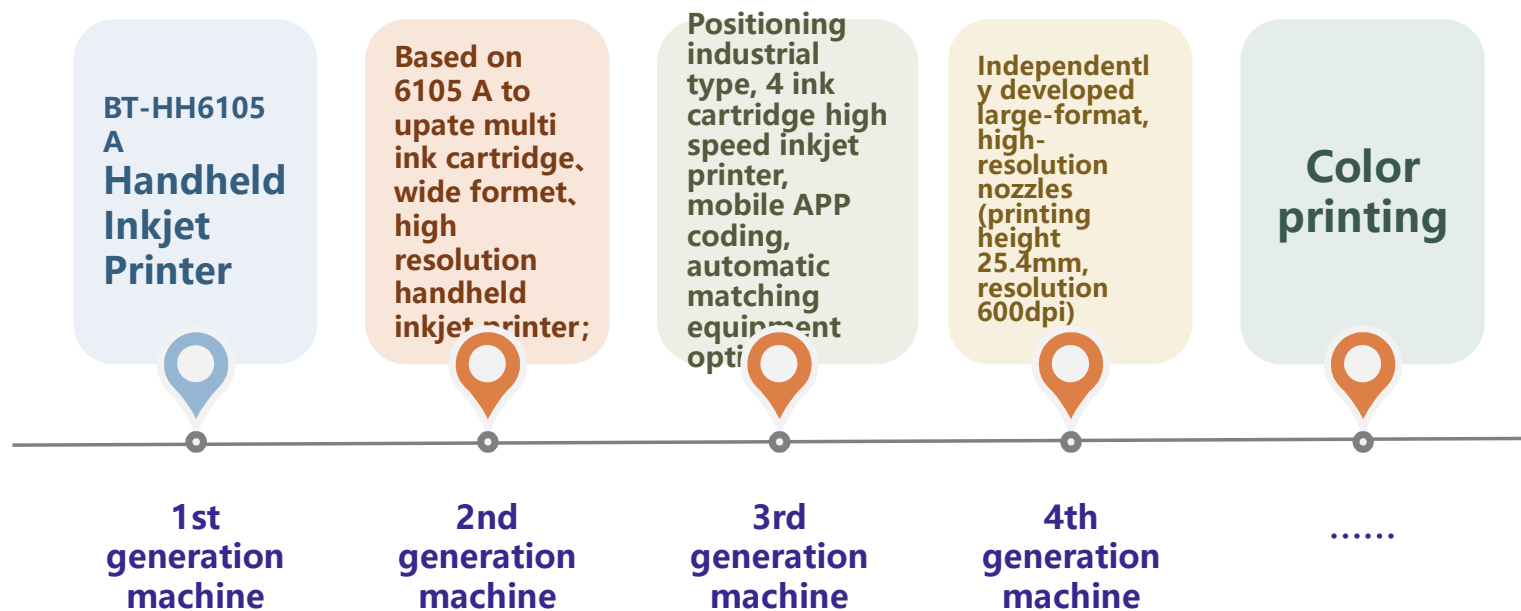 BT-HH6105
A
Handheld
Inkjet
Printer
Based on
6105 A to
upate multi
ink cartridge、
wide formet、
high
resolution
handheld
inkjet printer;
Positioning
industrial
type, 4 ink
cartridge high
speed inkjet
printer,
mobile APP
coding,
automatic
matching
equipment
Independentl
y developed
large-format,
high-
resolution
nozzles
(printing
height
25.4mm,
resolution
600dpi)
Color
printing
1st
generation
machine
2nd
generation
machine
3rd
generation
machine
4th
generation
machine
......